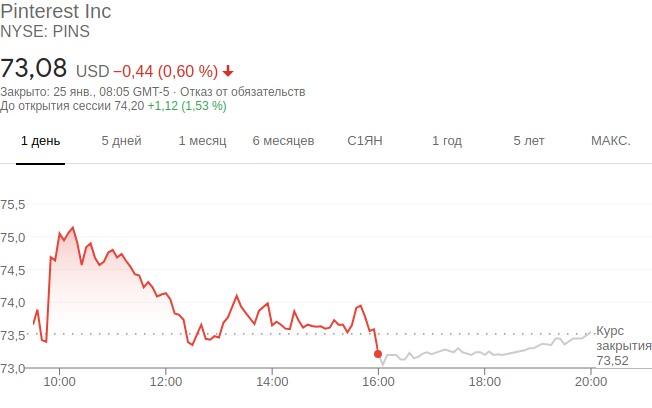 Pinterest Inc
NYSE: PINS
73,08 USD −0,44 (0,60 %)
Закрыто: 25 янв., 08:05 GMT-5 · Отказ от обязательств
До открытия сессии 74,20 +1,12 (1,53 %)
1 день 5 дней 1 месяц 6 месяцев С1ЯН 1 год 5 лет МАКС.
75,5
75,0
74,5
74,0
73,5
73,0
Курс
закрытия
73,52
10:00 12:00 14:00 16:00 18:00 20:00